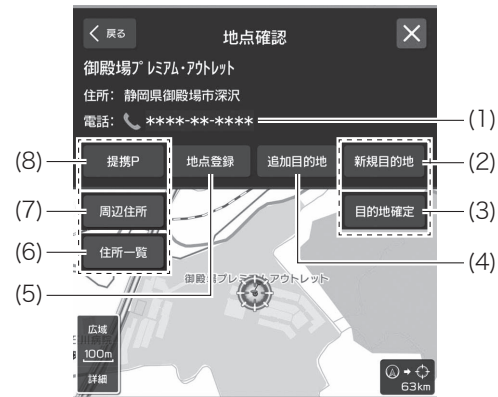 戻る
地点確認
御殿場プレミアム・アウトレット
住所: 静岡県御殿場市深沢
電話: ****-**-****
(1)
(8)
提携P
地点登録
追加目的地
新規目的地
(2)
(7)
周辺住所
目的地確定
(3)
(6)
住所一覧
(4)
(5)
御殿場プレミアムアウトレット
広域
100m
詳細
63km